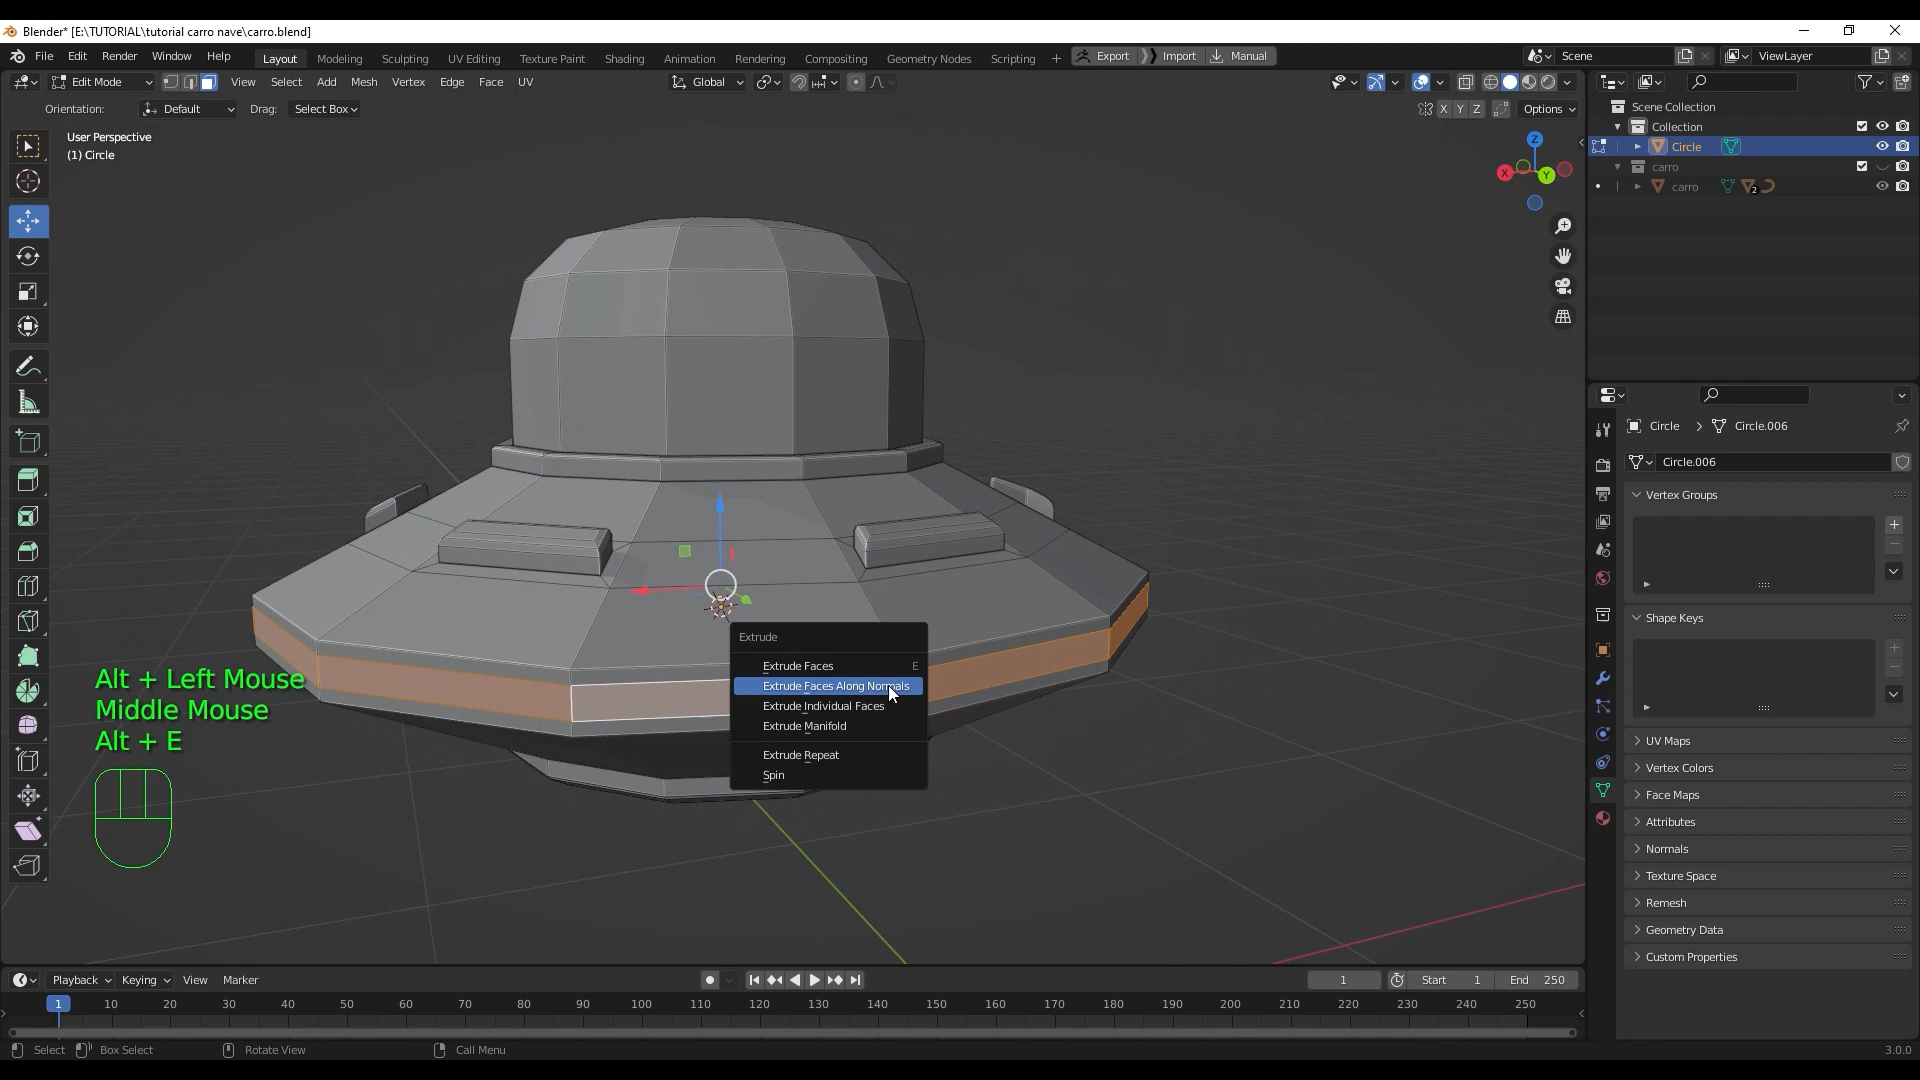 Blender* [E:\TUTORIAL\tutorial carro nave\carro.blend]
File Edit Render Window Help Layout Modeling Sculpting UV Editing Texture Paint Shading Animation Rendering Compositing Geometry Nodes Scripting + Export Import Manual Scene ViewLayer
Edit Mode View Select Add Mesh Vertex Edge Face UV Global
Orientation: Default Drag: Select Box X Y Z Options
User Perspective
(1) Circle
Z
X
Y
Scene Collection
Collection
Circle
carro
carro 2
Circle > Circle.006
Circle.006
Vertex Groups
Shape Keys
UV Maps
Vertex Colors
Face Maps
Attributes
Normals
Texture Space
Remesh
Geometry Data
Custom Properties
Extrude
Extrude Faces E
Extrude Faces Along Normals
Extrude Individual Faces
Extrude Manifold
Extrude Repeat
Spin
Alt + Left Mouse
Middle Mouse
Alt + E
Playback Keying View Marker 1 Start 1 End 250
1 10 20 30 40 50 60 70 80 90 100 110 120 130 140 150 160 170 180 190 200 210 220 230 240 250
Select Box Select Rotate View Call Menu 3.0.0